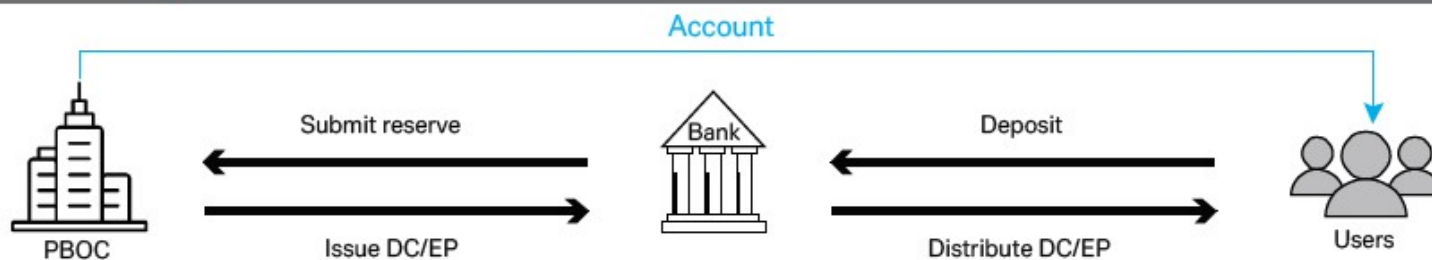 Account
Submit reserve
Bank
Deposit
PBOC
Issue DC/EP
Distribute DC/EP
Users